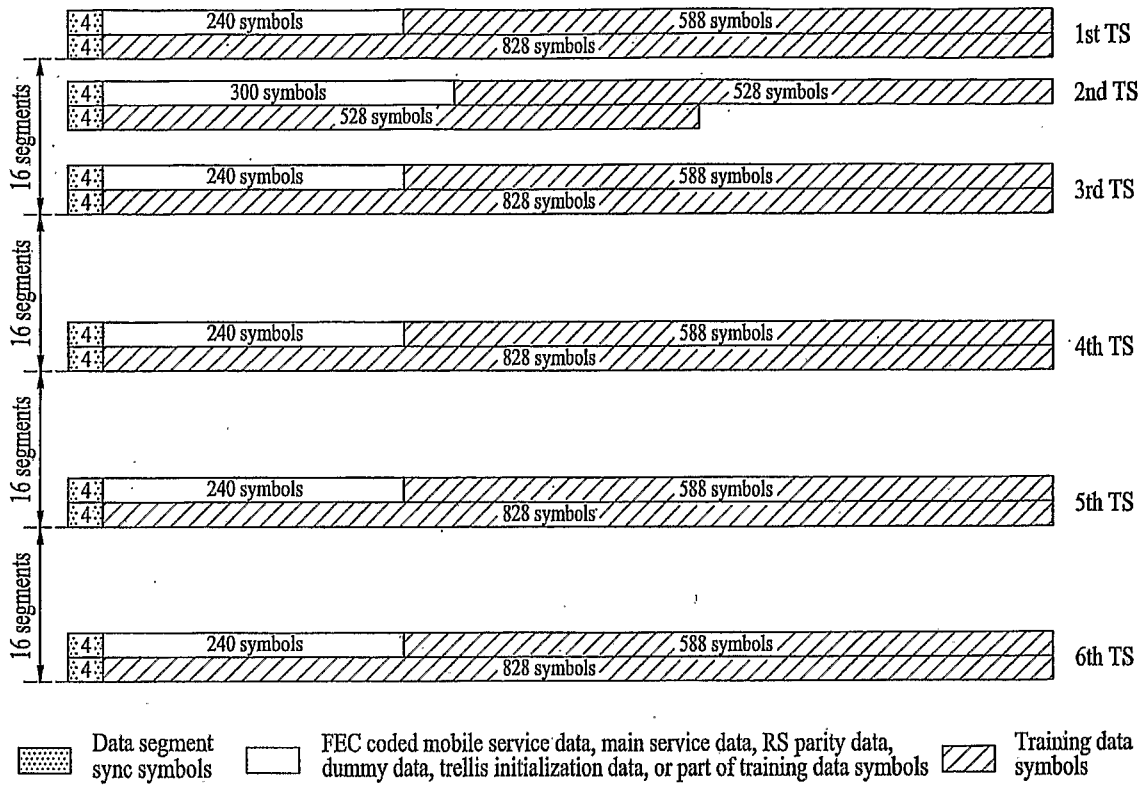 4 240 symbols 588 symbols
1st TS
4 828 symbols
16 segments
4 300 symbols 528 symbols 2nd TS
4 528 symbols
4 240 symbols 588 symbols
3rd TS
4 828 symbols
16 segments
4 240 symbols 588 symbols
4th TS
4 828 symbols
16 segments
4 240 symbols 588 symbols
5th TS
4 828 symbols
16 segments
4 240 symbols 588 symbols
6th TS
4 828 symbols
Data segment
sync symbols
FEC coded mobile service data, main service data, RS parity data,
dummy data, trellis initialization data, or part of training data symbols
Training data
symbols